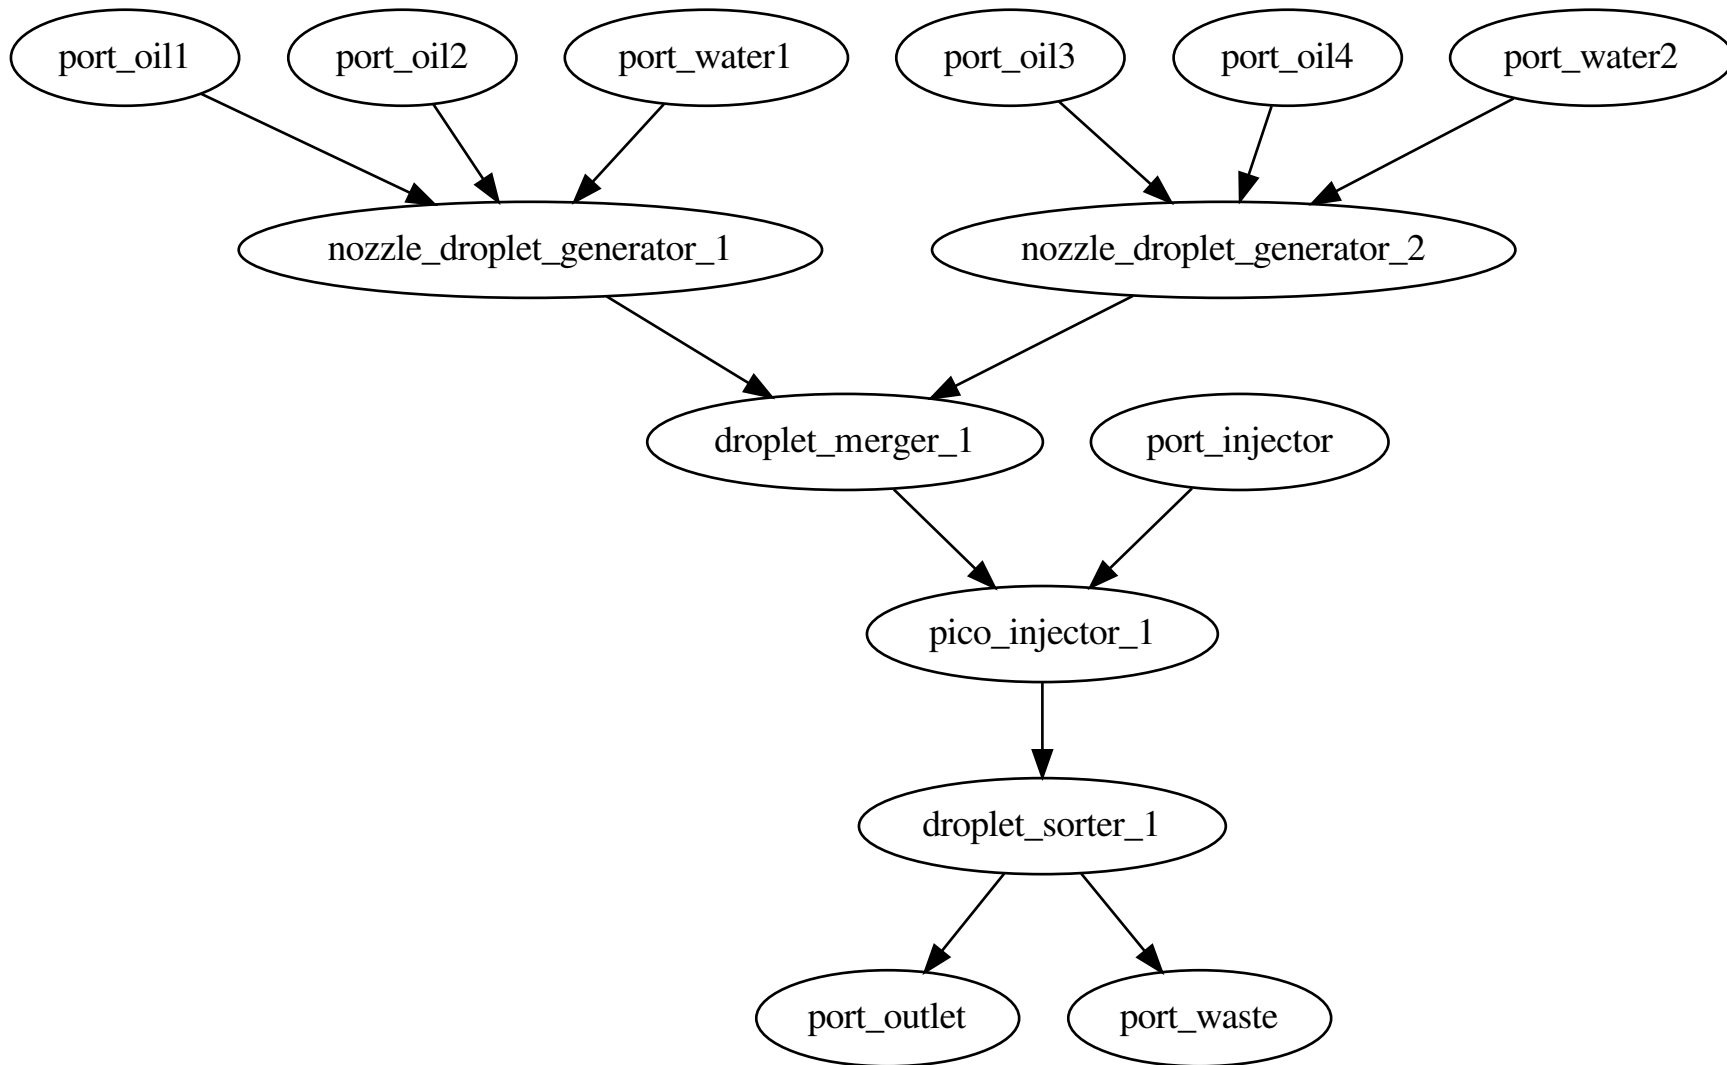 port_oil1
port_oil2
port_water1
port_oil3
port_oil4
port_water2
nozzle_droplet_generator_1
nozzle_droplet_generator_2
droplet_merger_1
port_injector
pico_injector_1
droplet_sorter_1
port_outlet
port_waste